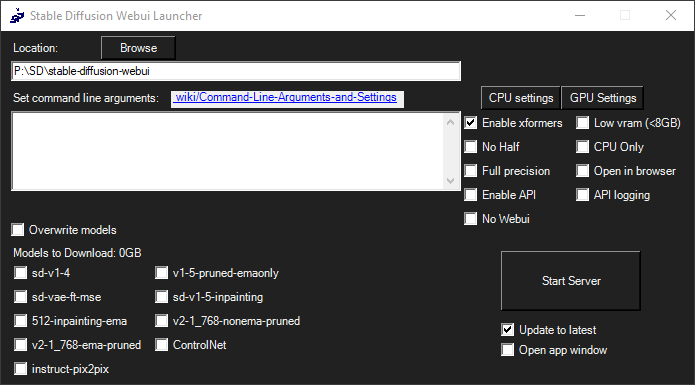 Stable Diffusion Webui Launcher
Location:
Browse
P:\SD\stable-diffusion-webui
Set command line arguments:
wiki/Command-Line-Arguments-and-Settings
CPU settings
GPU Settings
Enable xformers
Low vram (<8GB)
No Half
CPU Only
Full precision
Open in browser
Enable API
API logging
No Webui
Overwrite models
Models to Download: 0GB
sd-v1-4
v1-5-pruned-emaonly
sd-vae-ft-mse
sd-v1-5-inpainting
512-inpainting-ema
v2-1_768-nonema-pruned
v2-1_768-ema-pruned
ControlNet
instruct-pix2pix
Start Server
Update to latest
Open app window